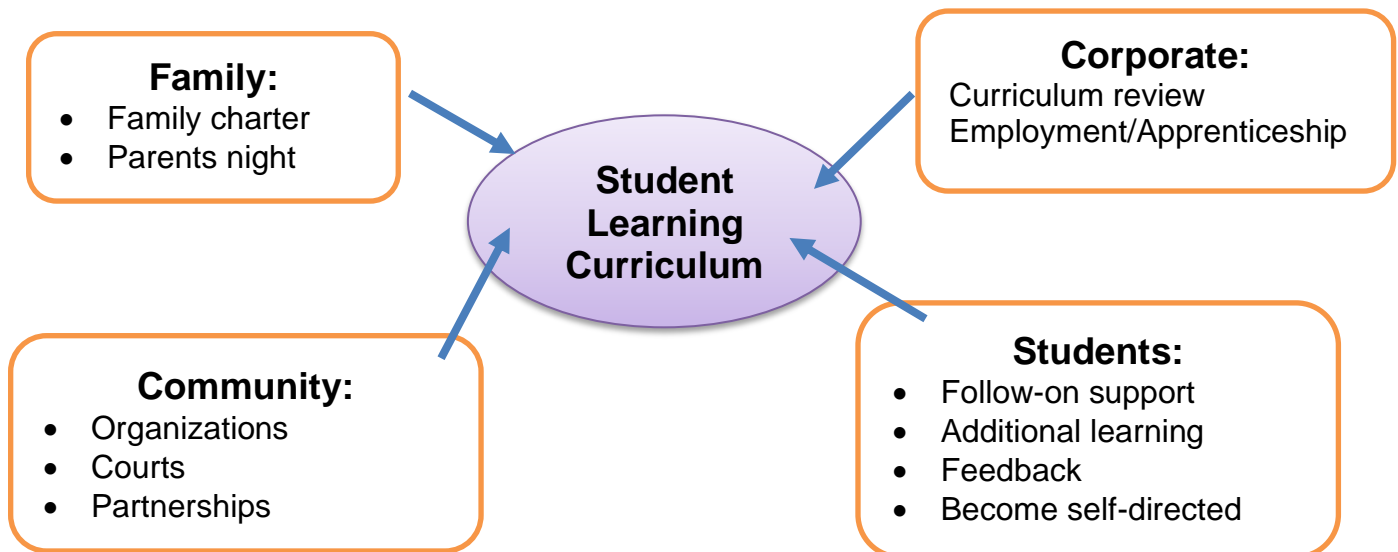 Family:
• Family charter
• Parents night
Corporate:
Curriculum review
Employment/Apprenticeship
Student
Learning
Curriculum
Community:
• Organizations
• Courts
• Partnerships
Students:
• Follow-on support
• Additional learning
• Feedback
• Become self-directed